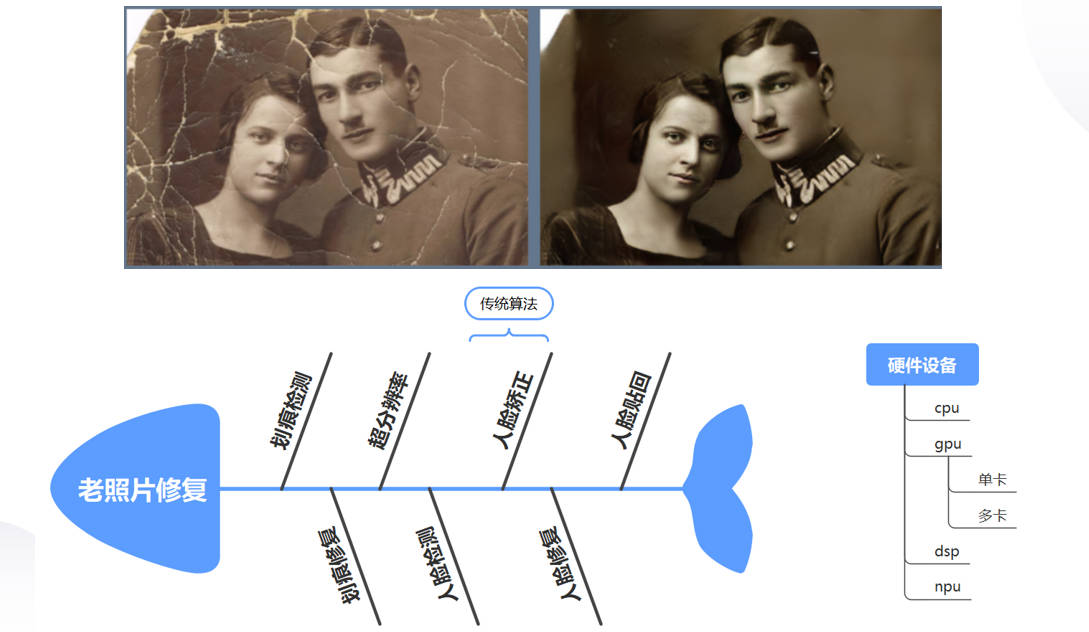 传统算法
划痕检测
超分辨率
人脸矫正
人脸贴回
老照片修复
划痕修复
人脸检测
人脸修复
硬件设备
cpu
gpu
单卡
多卡
dsp
npu